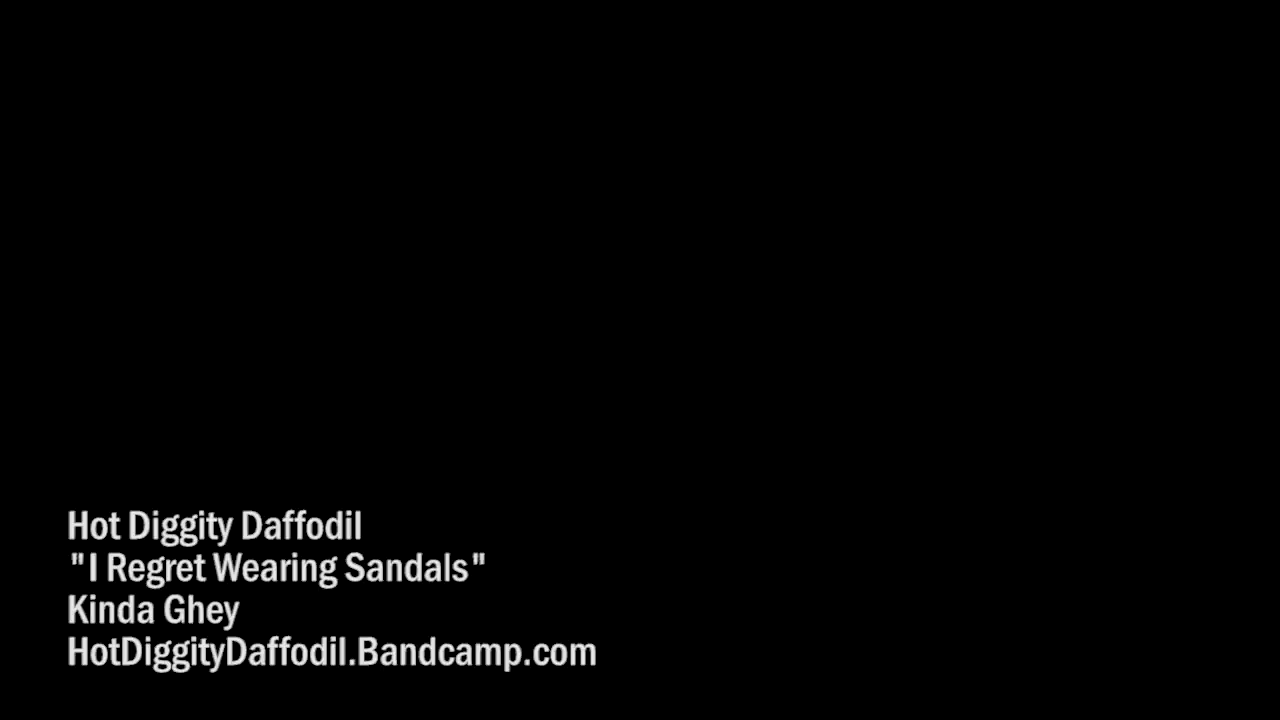 Hot Diggity Daffodil
"I Regret Wearing Sandals"
Kinda Ghey
HotDiggityDaffodil.Bandcamp.com